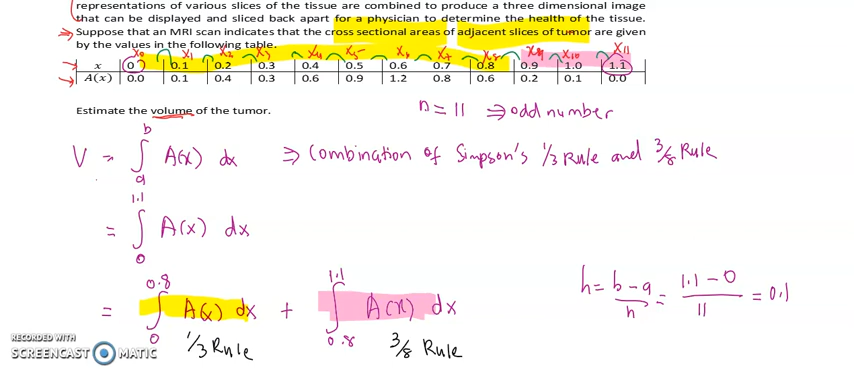 representations of various slices of the tissue are combined to produce a three dimensional image
that can be displayed and sliced back apart for a physician to determine the health of the tissue.
Suppose that an MRI scan indicates that the cross sectional areas of adjacent slices of tumor are given
by the values in the following table.
x₀ x₁ x₂ x₃ x₄ x₅ x₆ x₇ x₈ x₉ x₁₀ x₁₁
x 0 0.1 0.2 0.3 0.4 0.5 0.6 0.7 0.8 0.9 1.0 1.1
A(x) 0.0 0.1 0.4 0.3 0.6 0.9 1.2 0.8 0.6 0.2 0.1 0.0
Estimate the volume of the tumor.
n = 11 ⇒ odd number
V = ∫ₐᵇ A(x) dx ⇒ Combination of Simpson's 1/3 Rule and 3/8 Rule
= ∫₀^1.1 A(x) dx
= ∫₀^0.8 A(x) dx + ∫_0.8^1.1 A(x) dx
h = b - a / n = 1.1 - 0 / 11 = 0.1
1/3 Rule 3/8 Rule
RECORDED WITH
SCREENCAST MATIC